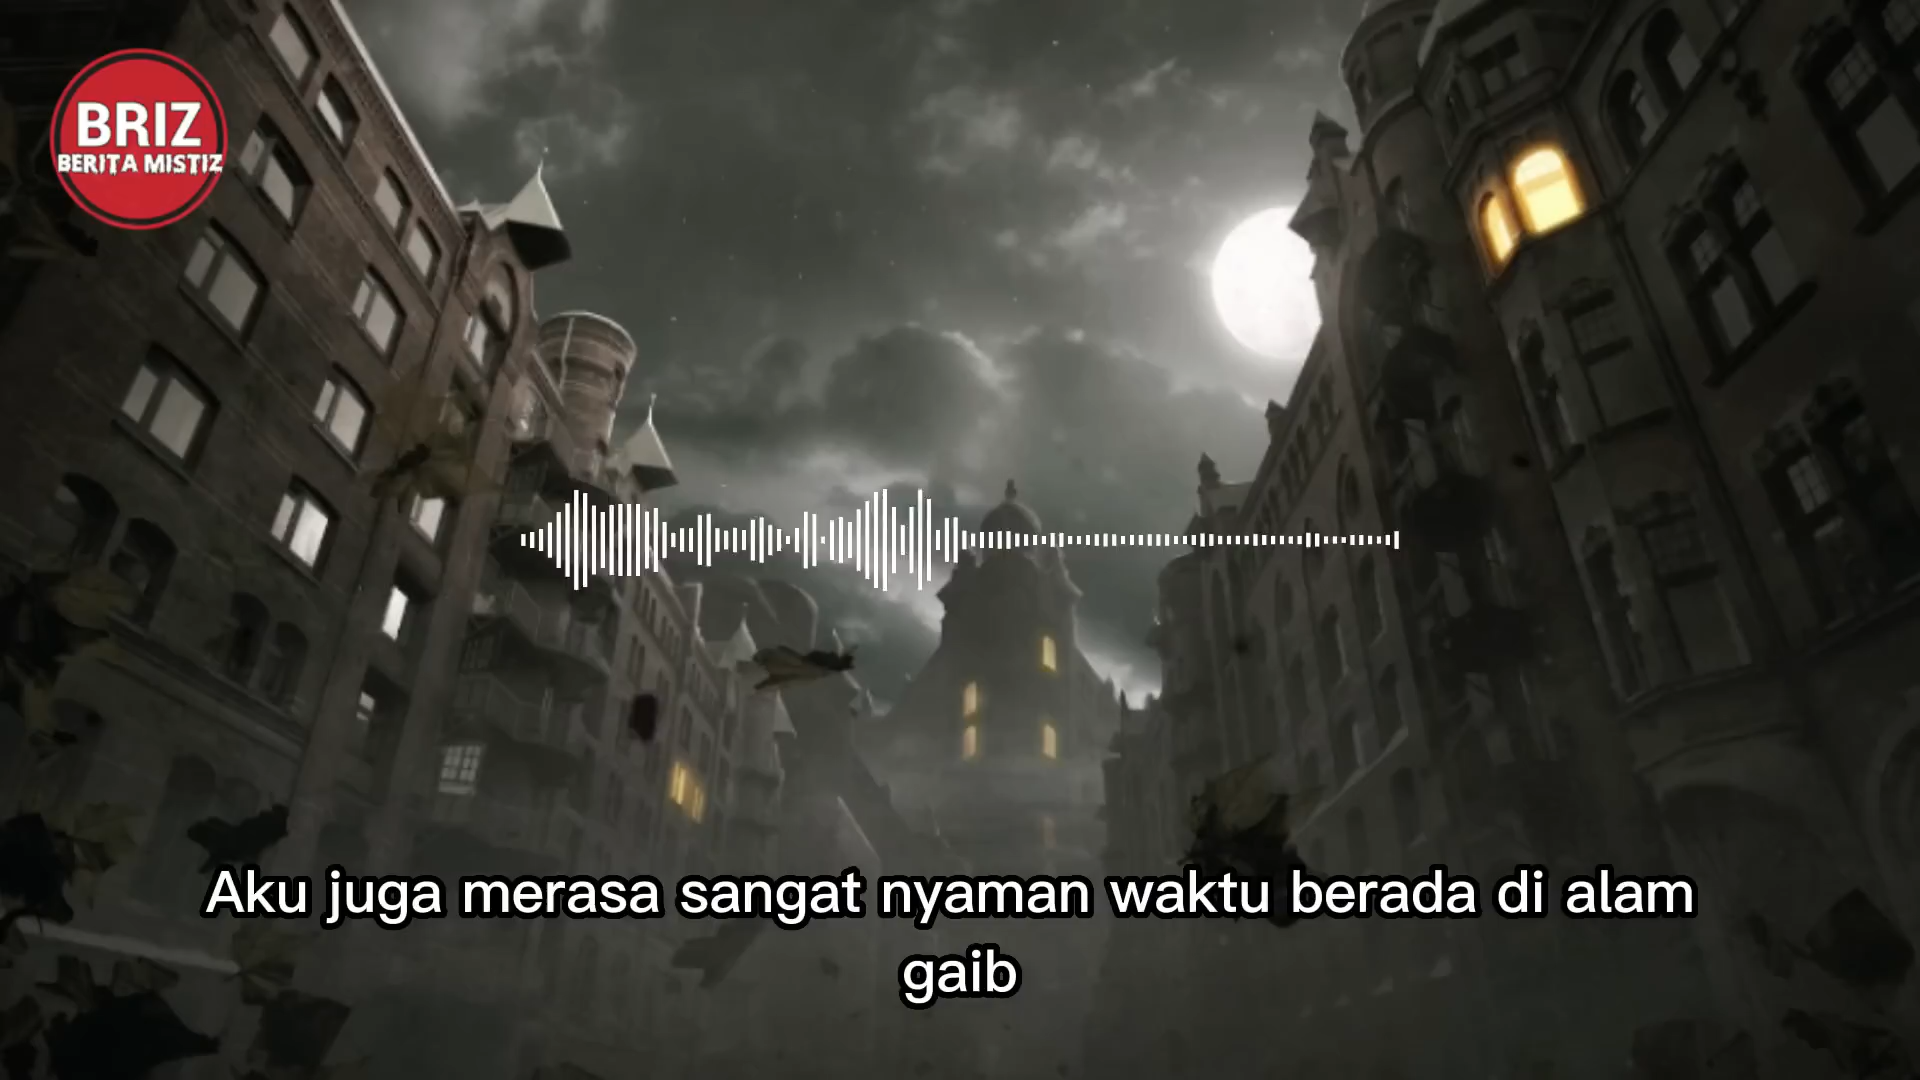 BRIZ
BERITA MISTIZ
Aku juga merasa sangat nyaman waktu berada di alam
gaib